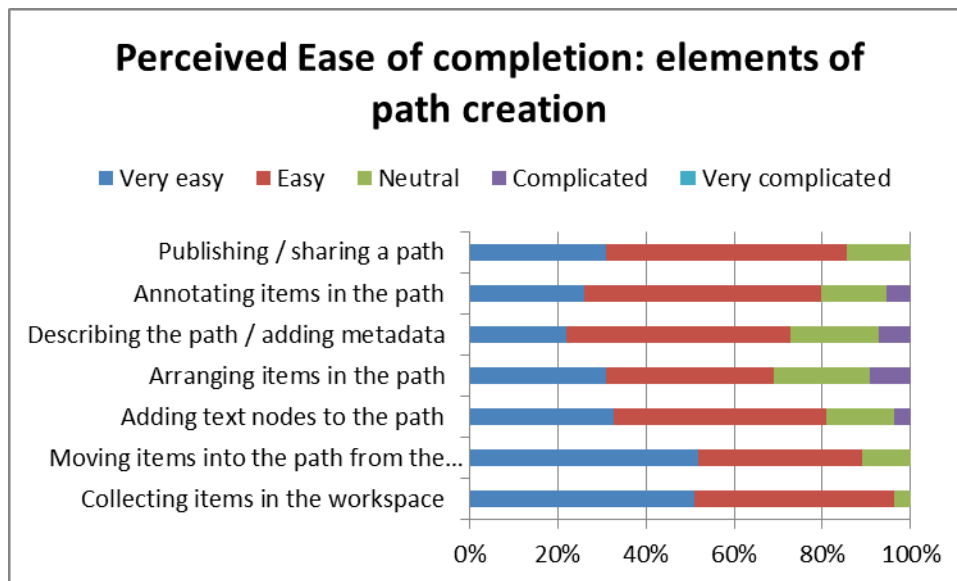 Perceived Ease of completion: elements of
path creation
Very easy Easy Neutral Complicated Very complicated
Publishing / sharing a path
Annotating items in the path
Describing the path / adding metadata
Arranging items in the path
Adding text nodes to the path
Moving items into the path from the...
Collecting items in the workspace
0% 20% 40% 60% 80% 100%